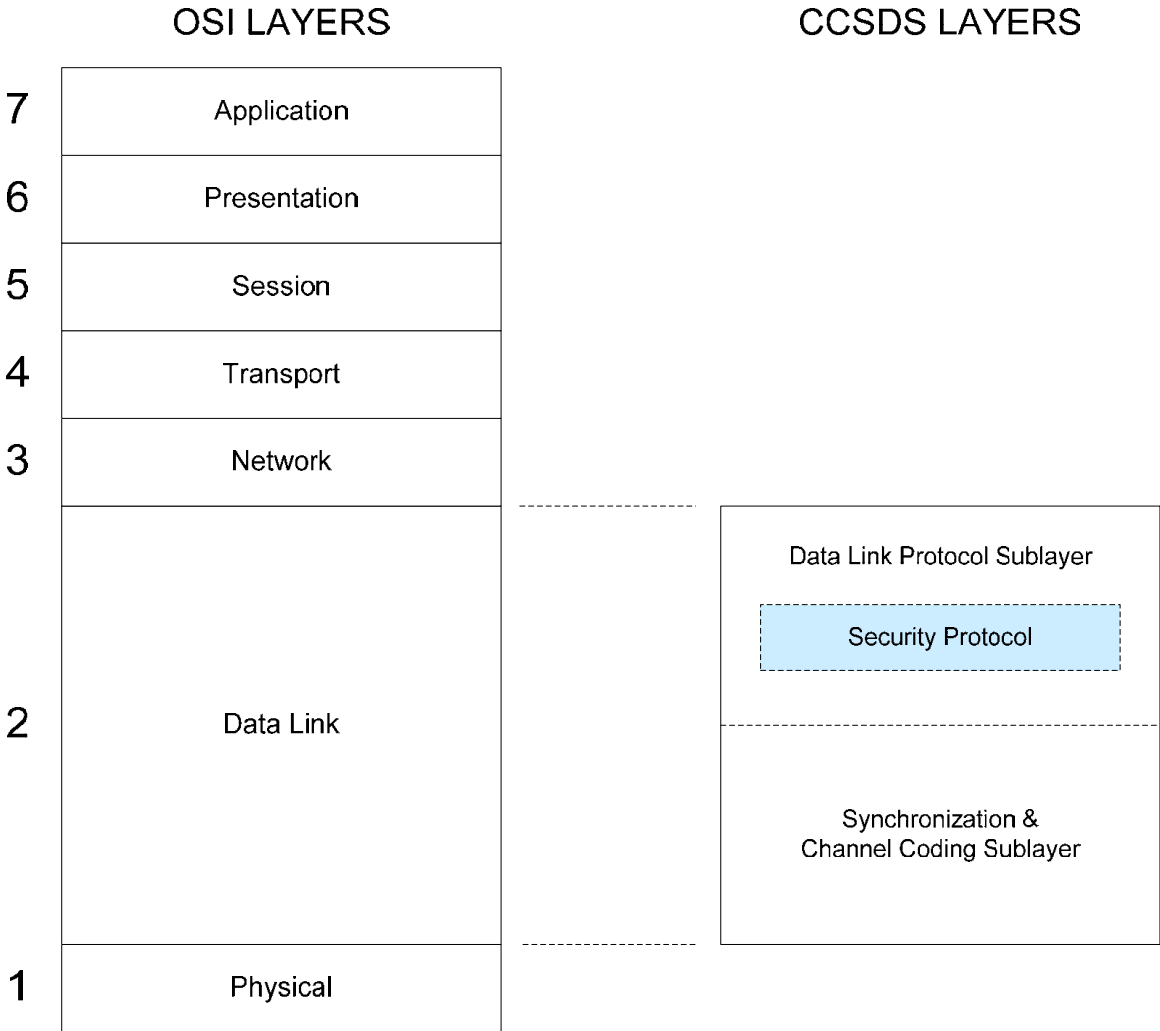 OSI LAYERS
CCSDS LAYERS
7
Application
6
Presentation
5
Session
4
Transport
3
Network
2
Data Link
1
Physical
Data Link Protocol Sublayer
Security Protocol
Synchronization &
Channel Coding Sublayer